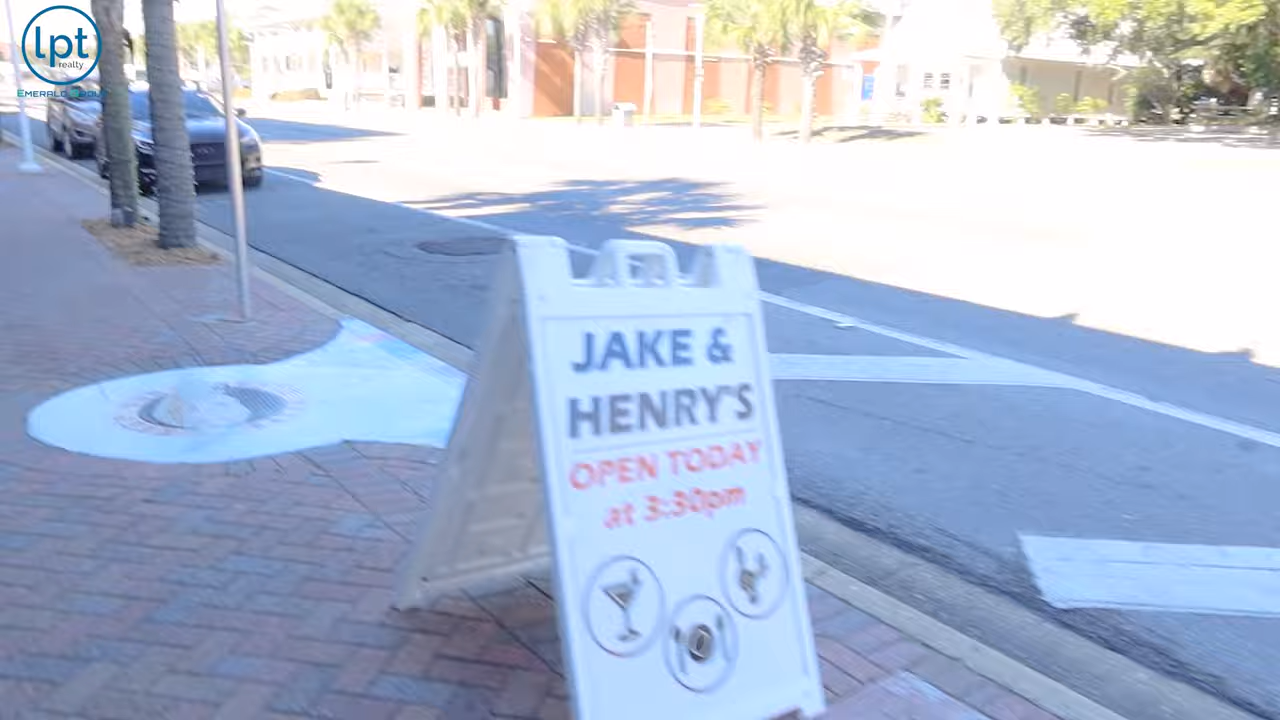 lpt
realty
JAKE &
HENRY'S
OPEN TODAY
at 3:30pm